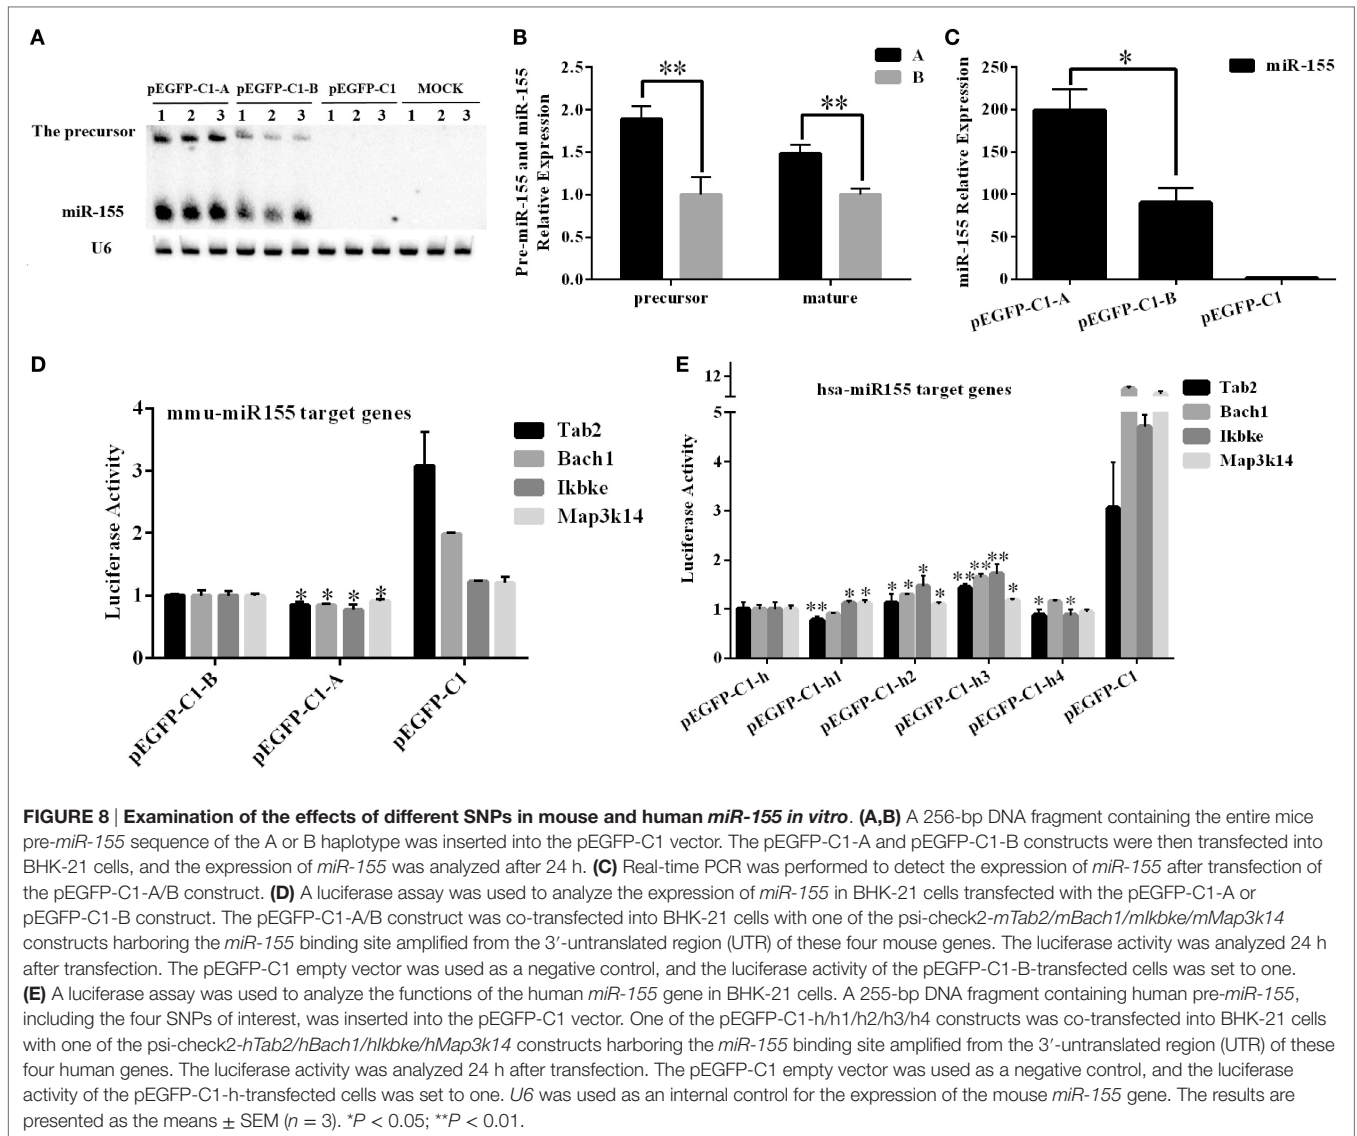 A
pEGFP-C1-A pEGFP-C1-B pEGFP-C1 MOCK
1 2 3 1 2 3 1 2 3 1 2 3
The precursor
miR-155
U6
B
Pre-miR-155 and miR-155
Relative Expression
2.5
2.0
1.5
1.0
0.5
0.0
** **
A
B
precursor mature
C
miR-155 Relative Expression
250
200
150
100
50
0
*
miR-155
pEGFP-C1-A pEGFP-C1-B pEGFP-C1
D
mmu-miR155 target genes
Luciferase Activity
4
3
2
1
0
* * * *
Tab2
Bach1
Ikbke
Map3k14
pEGFP-C1-B pEGFP-C1-A pEGFP-C1
E
hsa-miR155 target genes
Luciferase Activity
12
5
4
3
2
1
0
** * * * * * * ** ** ** * * *
Tab2
Bach1
Ikbke
Map3k14
pEGFP-C1-h pEGFP-C1-h1 pEGFP-C1-h2 pEGFP-C1-h3 pEGFP-C1-h4 pEGFP-C1
FIGURE 8 | Examination of the effects of different SNPs in mouse and human miR-155 in vitro. (A,B) A 256-bp DNA fragment containing the entire mice
pre-miR-155 sequence of the A or B haplotype was inserted into the pEGFP-C1 vector. The pEGFP-C1-A and pEGFP-C1-B constructs were then transfected into
BHK-21 cells, and the expression of miR-155 was analyzed after 24 h. (C) Real-time PCR was performed to detect the expression of miR-155 after transfection of
the pEGFP-C1-A/B construct. (D) A luciferase assay was used to analyze the expression of miR-155 in BHK-21 cells transfected with the pEGFP-C1-A or
pEGFP-C1-B construct. The pEGFP-C1-A/B construct was co-transfected into BHK-21 cells with one of the psi-check2-mTab2/mBach1/mIkbke/mMap3k14
constructs harboring the miR-155 binding site amplified from the 3′-untranslated region (UTR) of these four mouse genes. The luciferase activity was analyzed 24 h
after transfection. The pEGFP-C1 empty vector was used as a negative control, and the luciferase activity of the pEGFP-C1-B-transfected cells was set to one.
(E) A luciferase assay was used to analyze the functions of the human miR-155 gene in BHK-21 cells. A 255-bp DNA fragment containing human pre-miR-155,
including the four SNPs of interest, was inserted into the pEGFP-C1 vector. One of the pEGFP-C1-h/h1/h2/h3/h4 constructs was co-transfected into BHK-21 cells
with one of the psi-check2-hTab2/hBach1/hIkbke/hMap3k14 constructs harboring the miR-155 binding site amplified from the 3′-untranslated region (UTR) of these
four human genes. The luciferase activity was analyzed 24 h after transfection. The pEGFP-C1 empty vector was used as a negative control, and the luciferase
activity of the pEGFP-C1-h-transfected cells was set to one. U6 was used as an internal control for the expression of the mouse miR-155 gene. The results are
presented as the means ± SEM (n = 3). *P < 0.05; **P < 0.01.